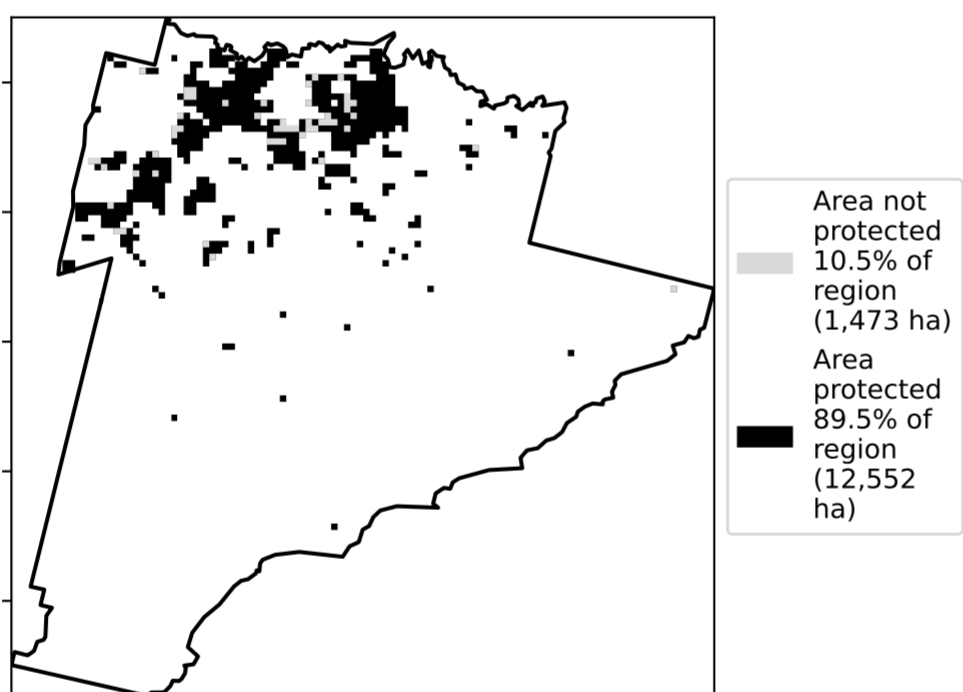 Area not
protected
10.5% of
region
(1,473 ha)
Area
protected
89.5% of
region
(12,552
ha)